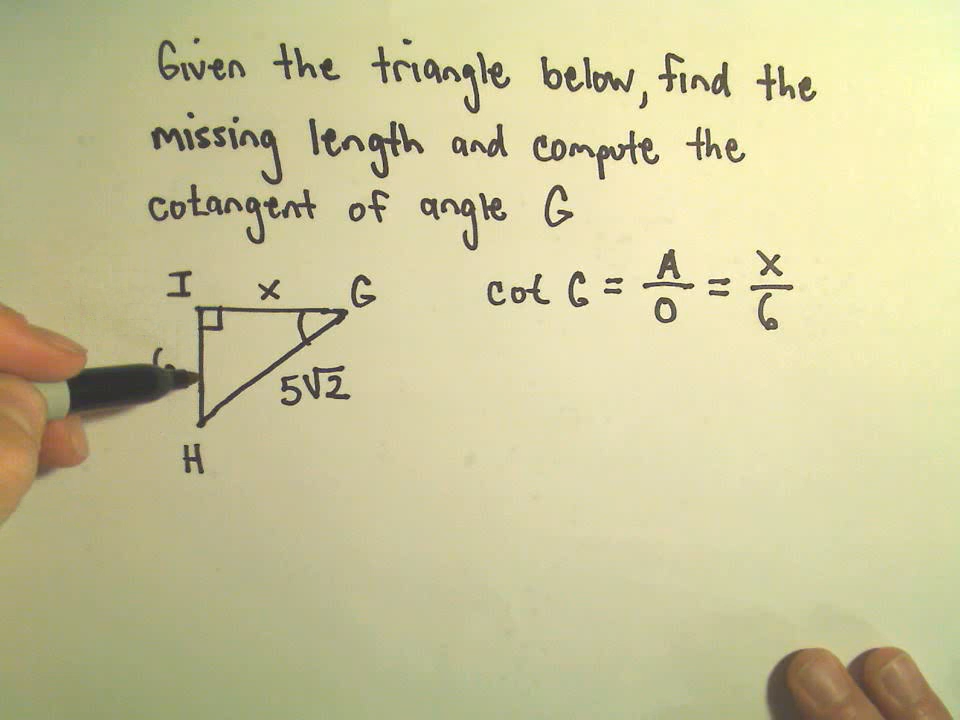 Given the triangle below, find the
missing length and compute the
cotangent of angle G
I x G
cot G = A/O = x/6
5√2
H